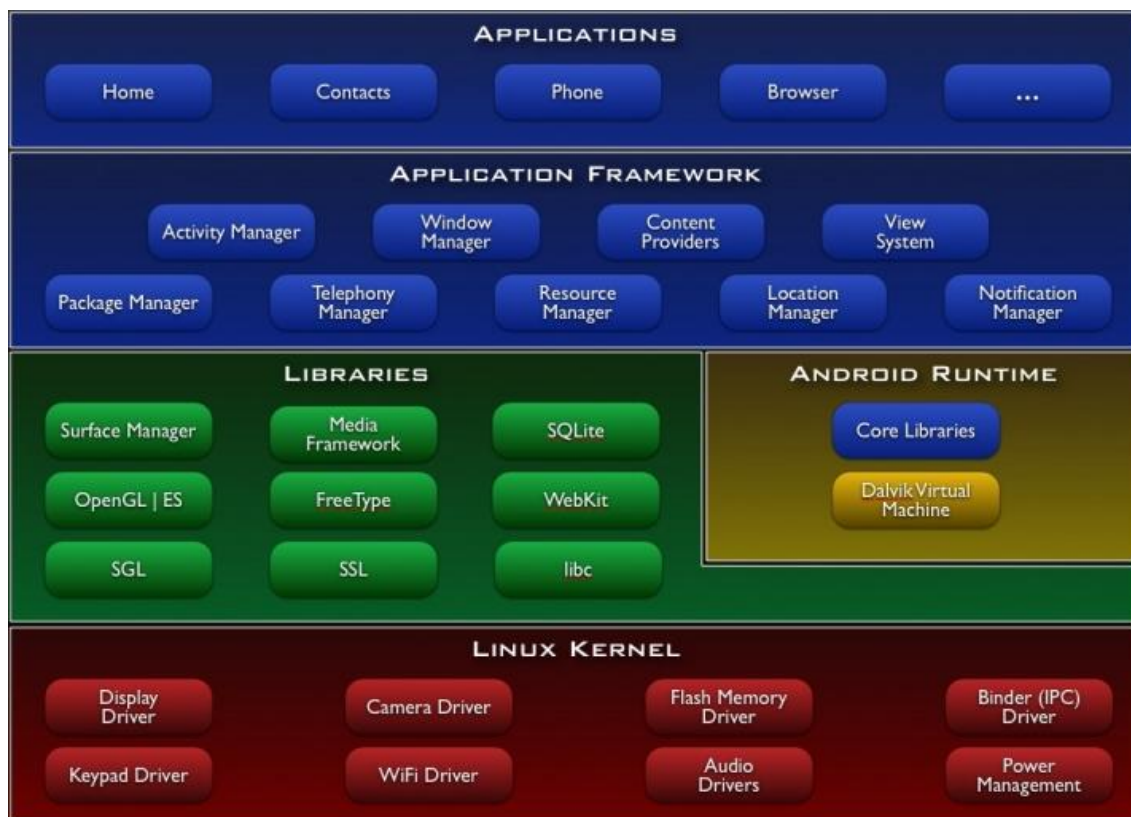 APPLICATIONS
Home
Contacts
Phone
Browser
...
APPLICATION FRAMEWORK
Activity Manager
Window
Manager
Content
Providers
View
System
Package Manager
Telephony
Manager
Resource
Manager
Location
Manager
Notification
Manager
LIBRARIES
Surface Manager
Media
Framework
SQLite
OpenGL | ES
FreeType
WebKit
SGL
SSL
libc
ANDROID RUNTIME
Core Libraries
Dalvik Virtual
Machine
LINUX KERNEL
Display
Driver
Camera Driver
Flash Memory
Driver
Binder (IPC)
Driver
Keypad Driver
WiFi Driver
Audio
Drivers
Power
Management